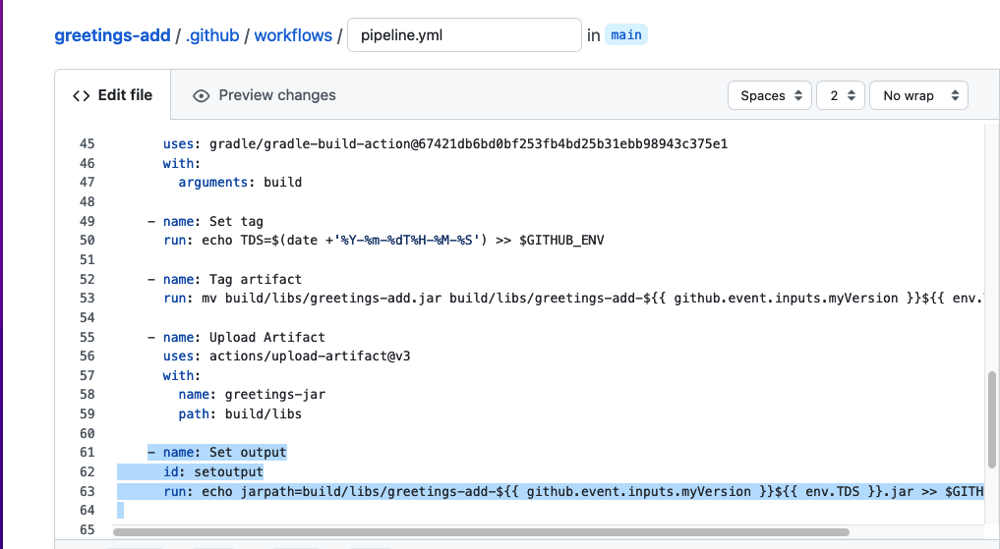 greetings-add / .github / workflows / pipeline.yml in main
Edit file Preview changes Spaces 2 No wrap
45 uses: gradle/gradle-build-action@67421db6bd0bf253fb4bd25b31ebb98943c375e1
46 with:
47 arguments: build
48
49 - name: Set tag
50 run: echo TDS=$(date +'%Y-%m-%dT%H-%M-%S') >> $GITHUB_ENV
51
52 - name: Tag artifact
53 run: mv build/libs/greetings-add.jar build/libs/greetings-add-${{ github.event.inputs.myVersion }}${{ env.
54
55 - name: Upload Artifact
56 uses: actions/upload-artifact@v3
57 with:
58 name: greetings-jar
59 path: build/libs
60
61 - name: Set output
62 id: setoutput
63 run: echo jarpath=build/libs/greetings-add-${{ github.event.inputs.myVersion }}${{ env.TDS }}.jar >> $GITH
64
65